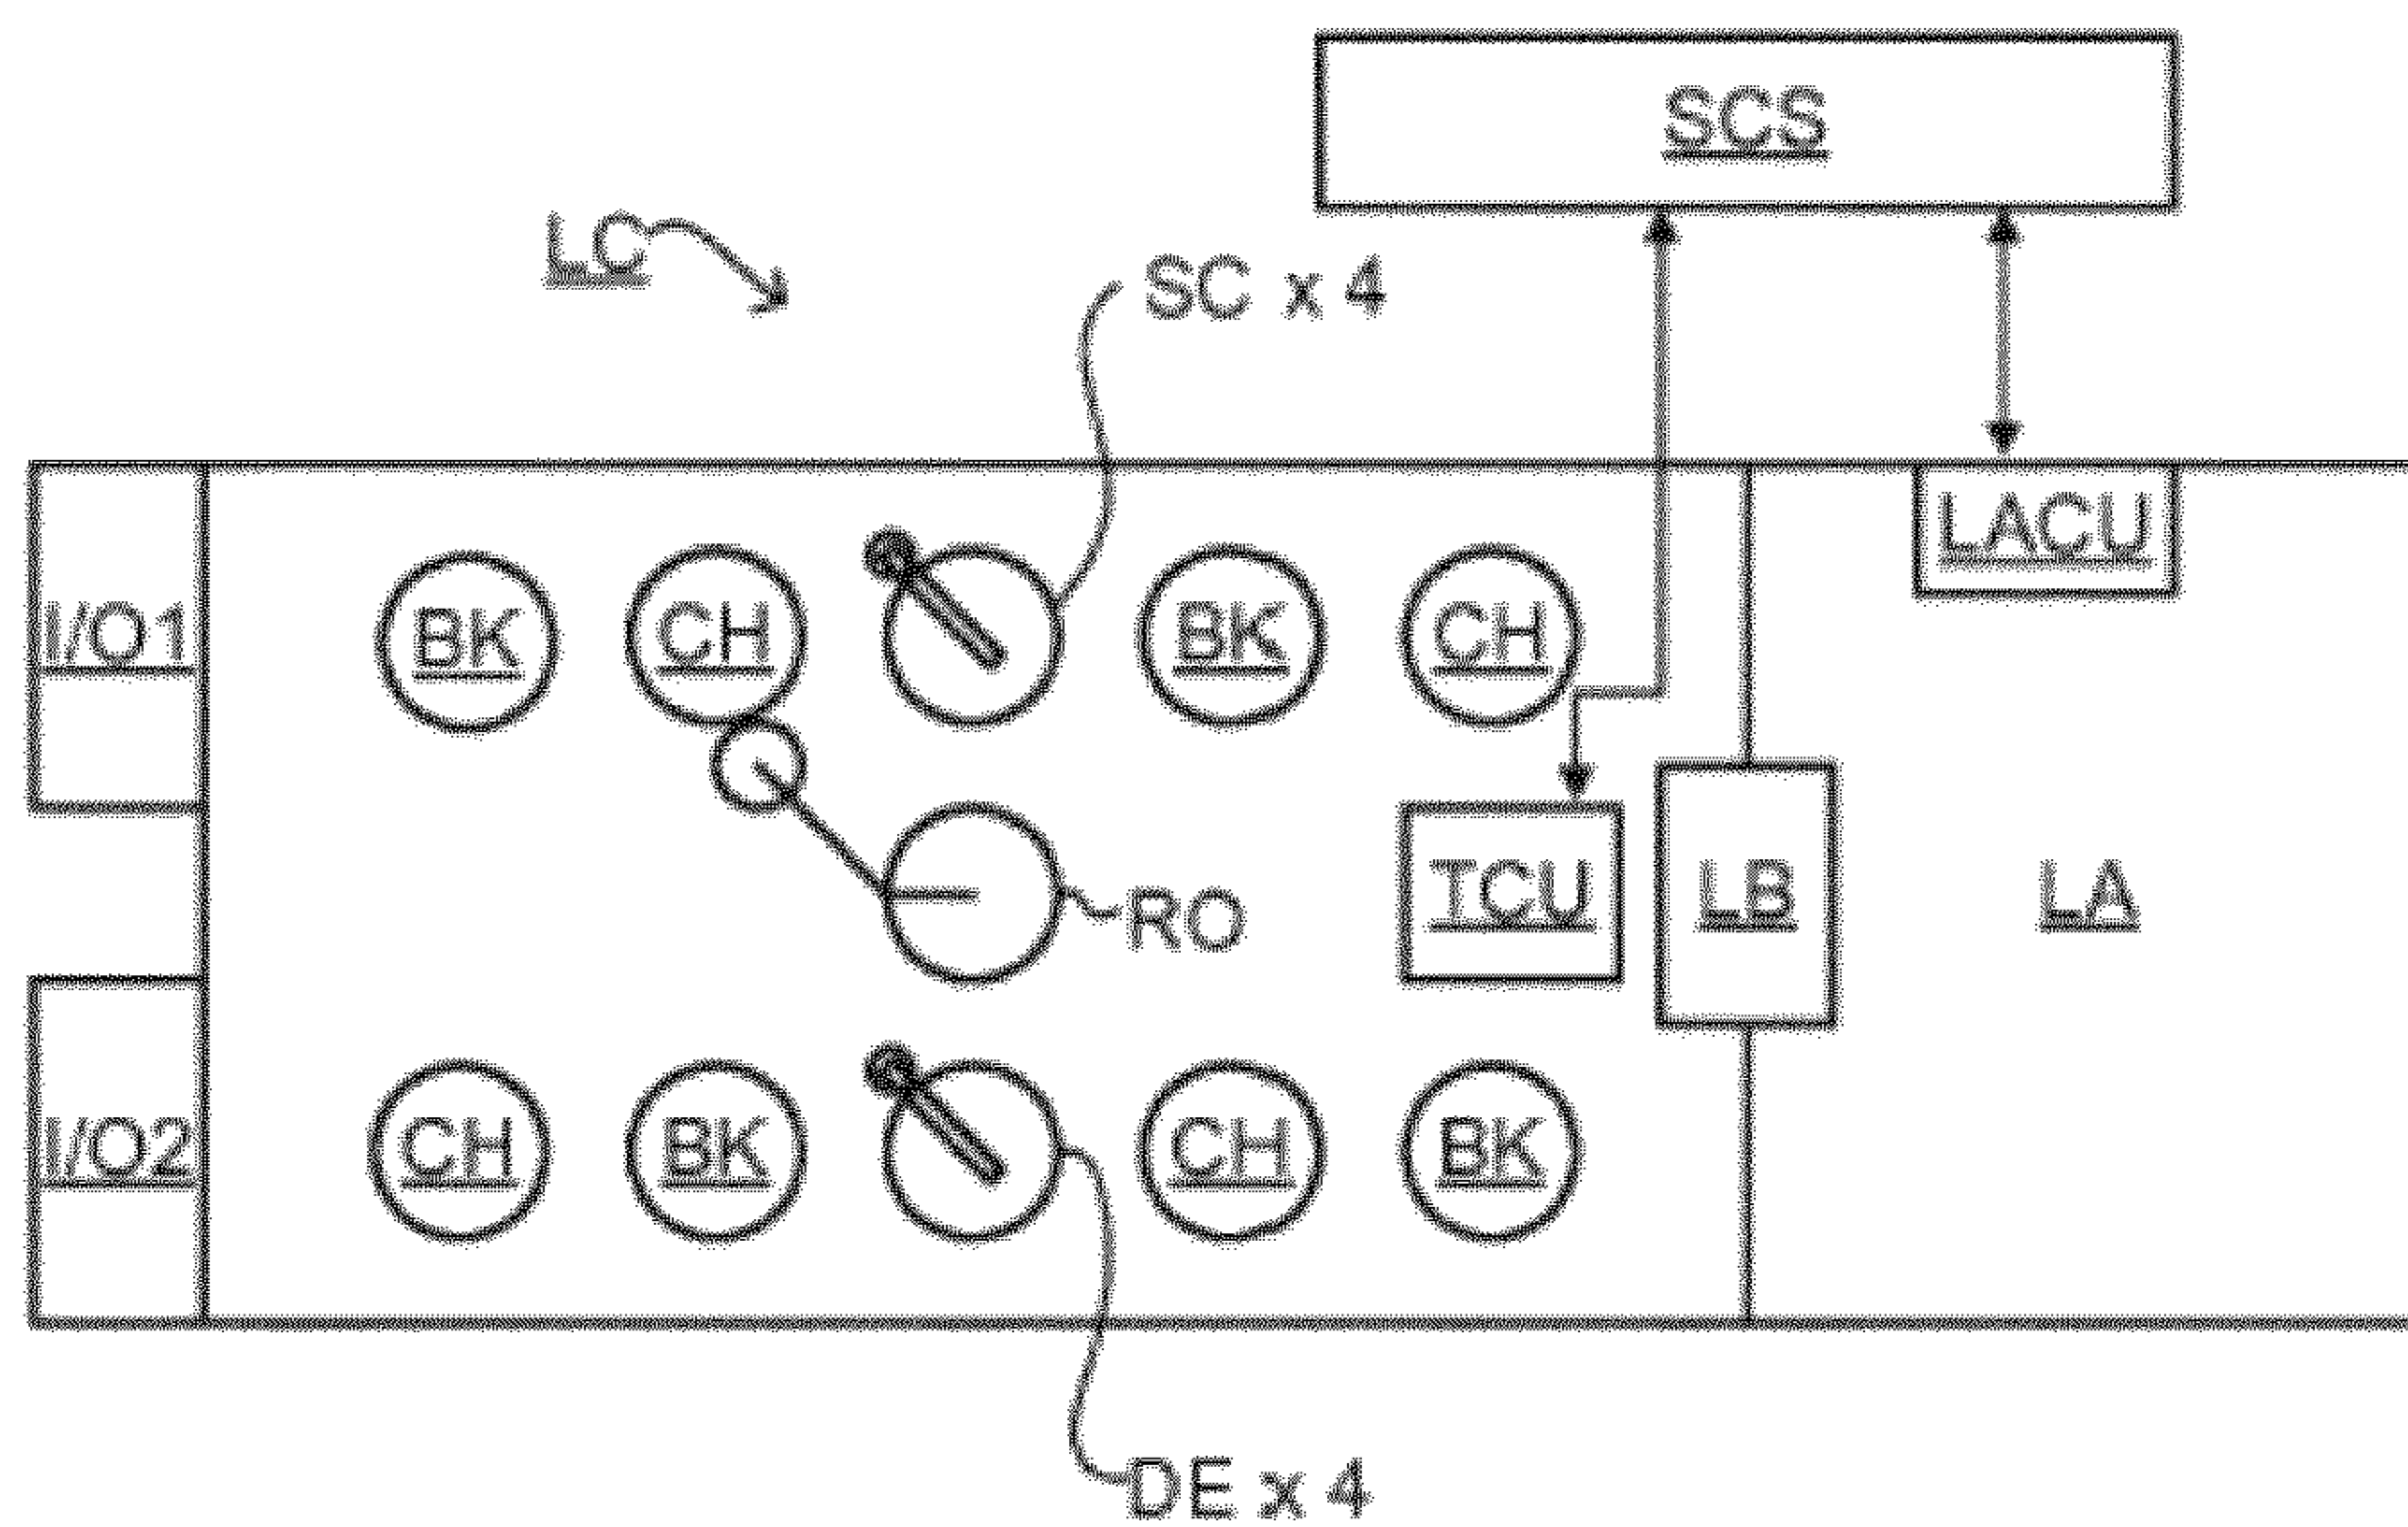 SCS
LC
SC x 4
LACU
I/O1
BK
CH
BK
CH
RO
TCU
LB
LA
I/O2
CH
BK
CH
BK
DE x 4